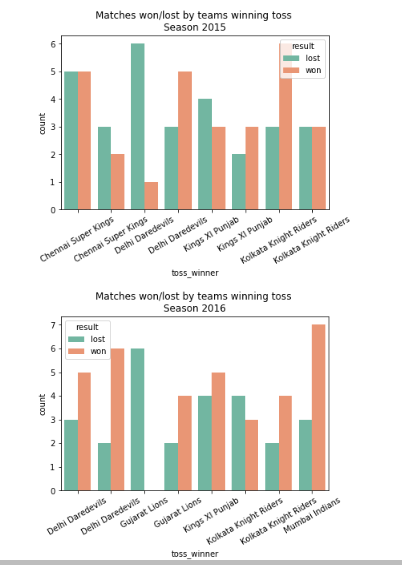 Matches won/lost by teams winning toss
Season 2015
result
lost
won
6
5
4
3
2
1
0
count
Chennai Super Kings
Chennai Super Kings
Delhi Daredevils
Delhi Daredevils
Kings XI Punjab
Kings XI Punjab
Kolkata Knight Riders
Kolkata Knight Riders
toss_winner
Matches won/lost by teams winning toss
Season 2016
result
lost
won
7
6
5
4
3
2
1
0
count
Delhi Daredevils
Delhi Daredevils
Gujarat Lions
Gujarat Lions
Kings XI Punjab
Kolkata Knight Riders
Kolkata Knight Riders
Mumbai Indians
toss_winner